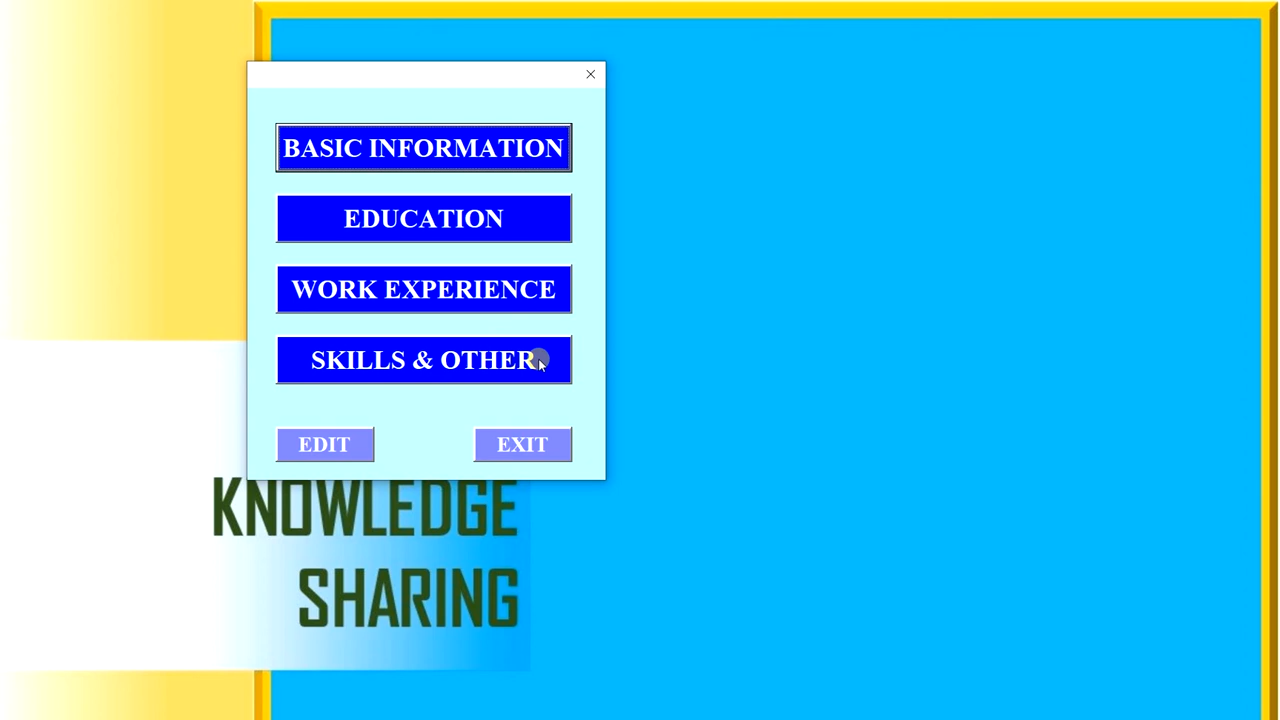 BASIC INFORMATION
EDUCATION
WORK EXPERIENCE
SKILLS & OTHER
EDIT EXIT
KNOWLEDGE
SHARING